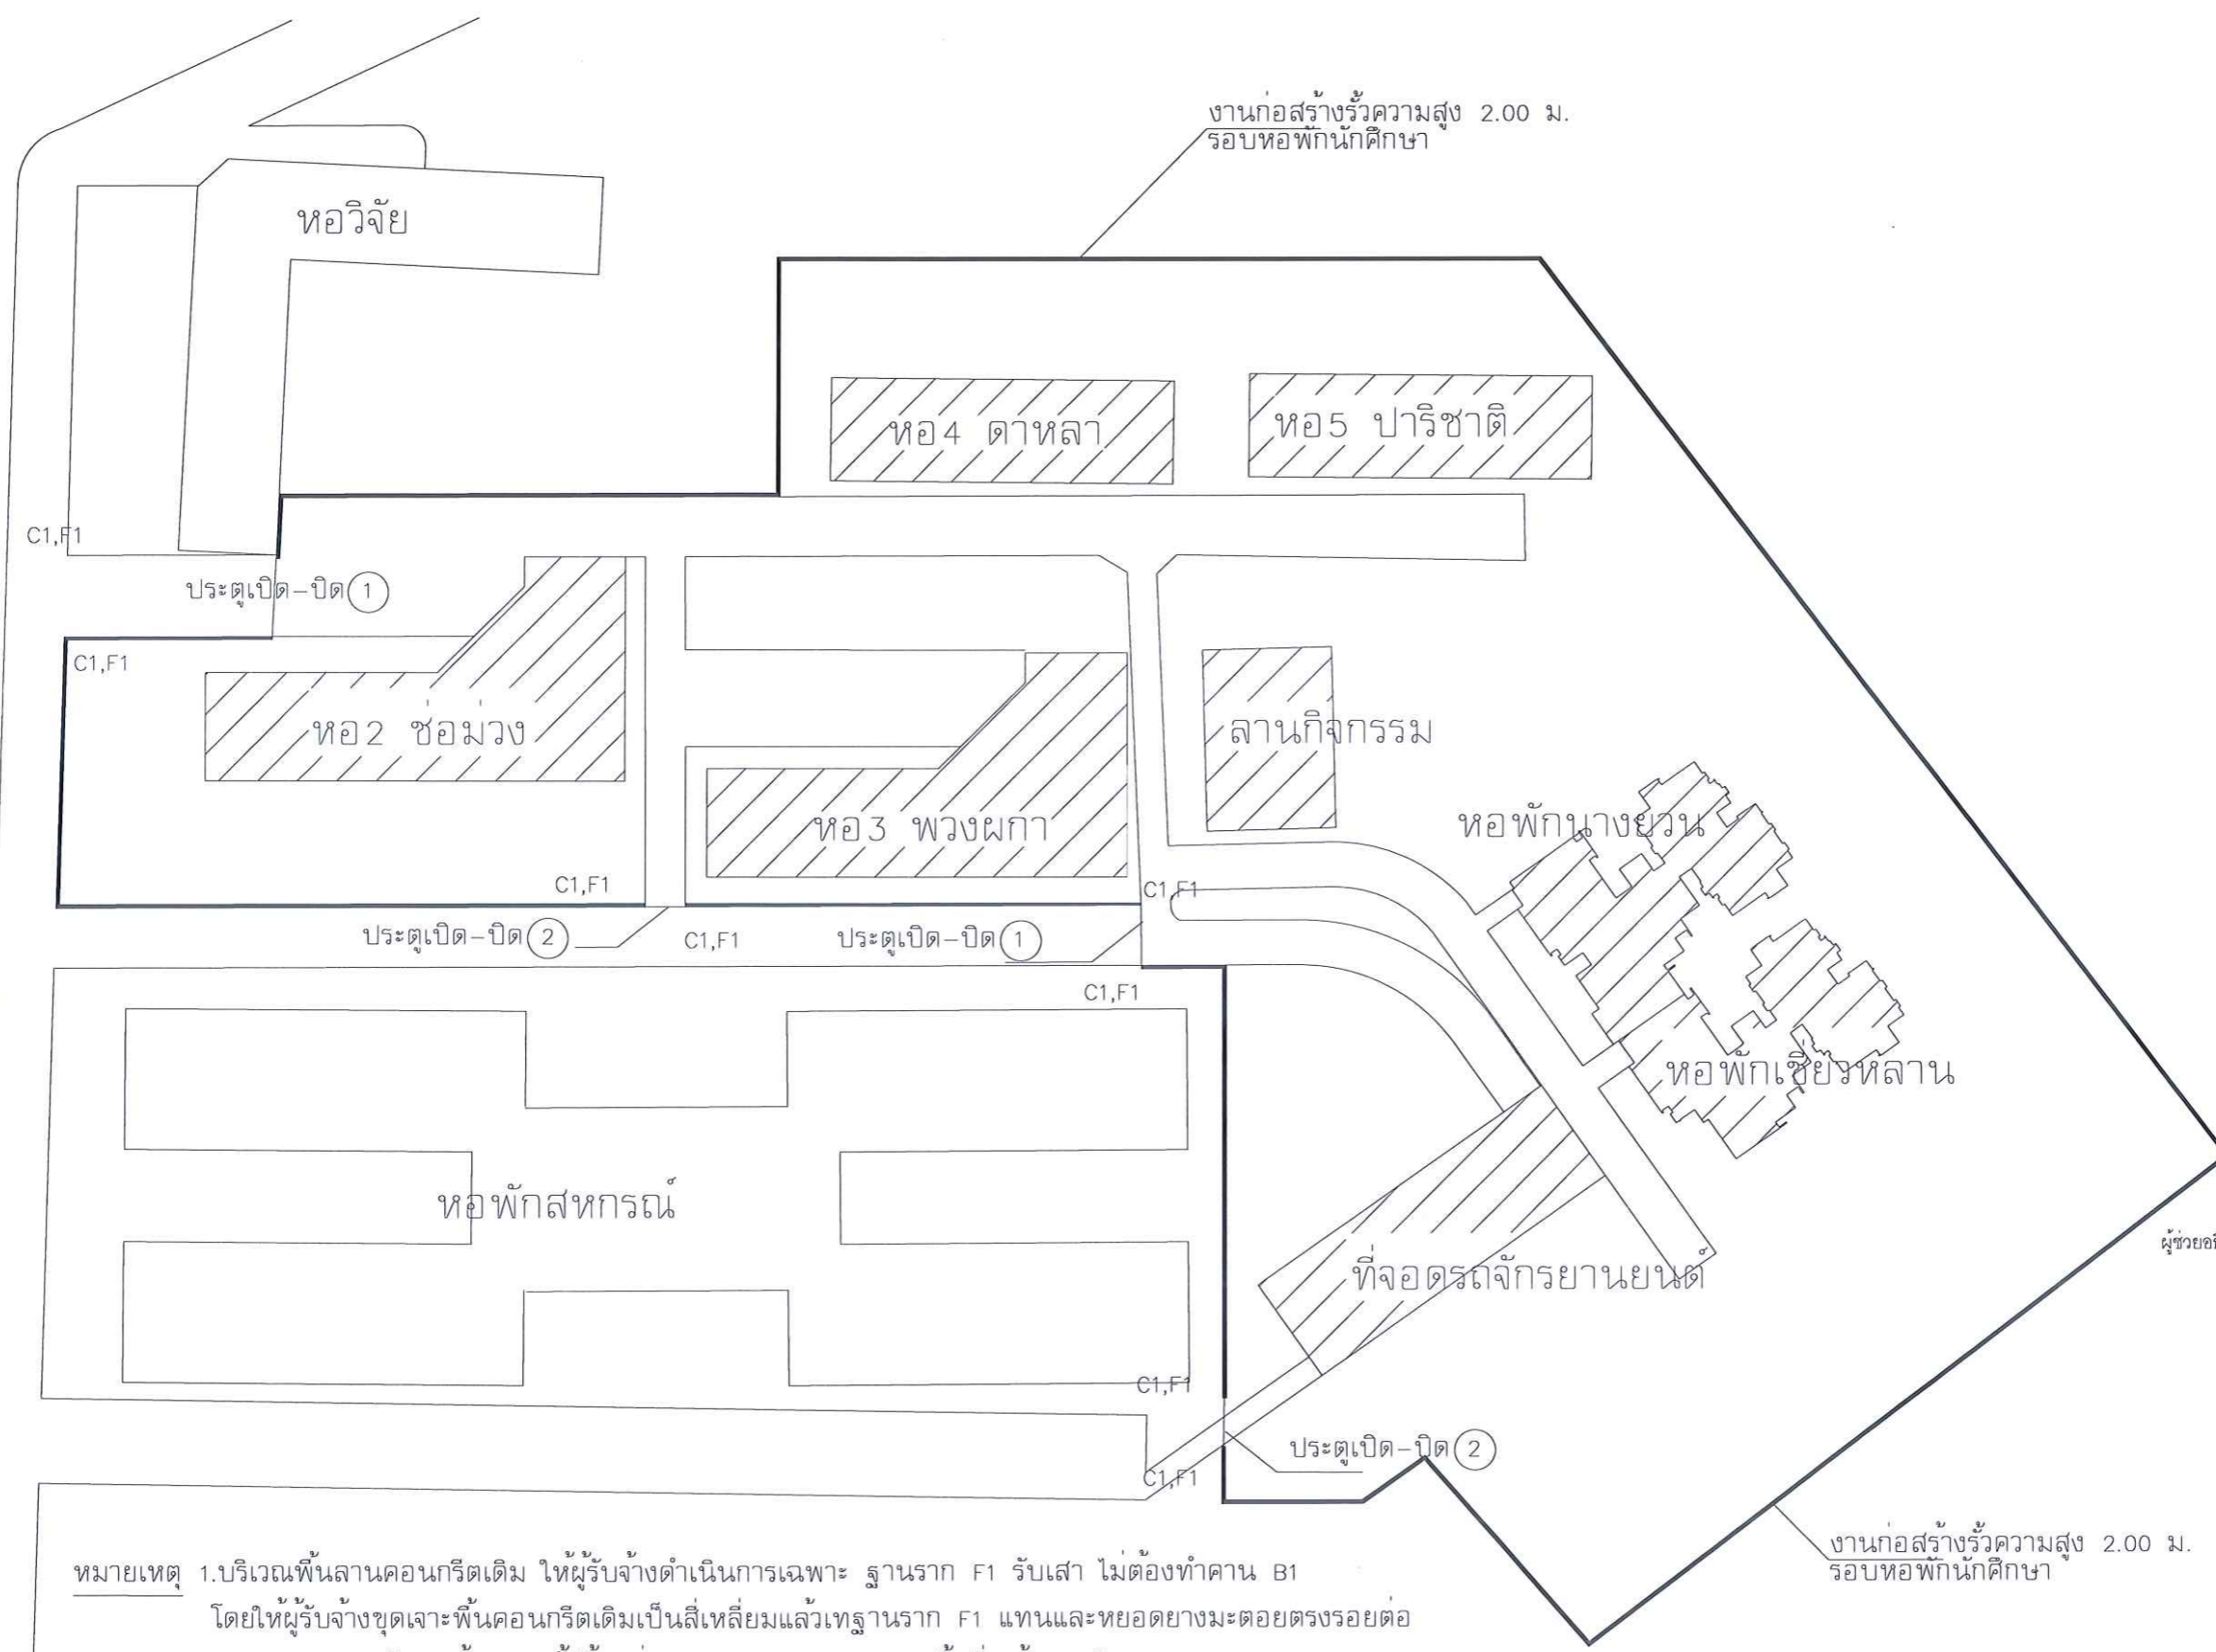 งานก่อสร้างรั้วความสูง 2.00 ม.
รอบหอพักนักศึกษา
หอวิจัย
หอ4 ดาหลา
หอ5 ปาริชาติ
C1,F1
ประตูเปิด-ปิด 1
C1,F1
หอ2 ช่อม่วง
ลานกิจกรรม
หอ3 พวงผกา
หอพักนางยวน
C1,F1
C1,F1
ประตูเปิด-ปิด 2
C1,F1
ประตูเปิด-ปิด 1
C1,F1
หอพักเชี่ยวหลาน
หอพักสหกรณ์
ผู้ช่วยอ
ที่จอดรถจักรยานยนต์
C1,F1
ประตูเปิด-ปิด 2
C1,F1
งานก่อสร้างรั้วความสูง 2.00 ม.
รอบหอพักนักศึกษา
หมายเหตุ 1.บริเวณพื้นลานคอนกรีตเดิม ให้ผู้รับจ้างดำเนินการเฉพาะ ฐานราก F1 รับเสา ไม่ต้องทำคาน B1
โดยให้ผู้รับจ้างขุดเจาะพื้นคอนกรีตเดิมเป็นสี่เหลี่ยมแล้วเทฐานราก F1 แทนและหยอดยางมะตอยตรงรอยต่อ